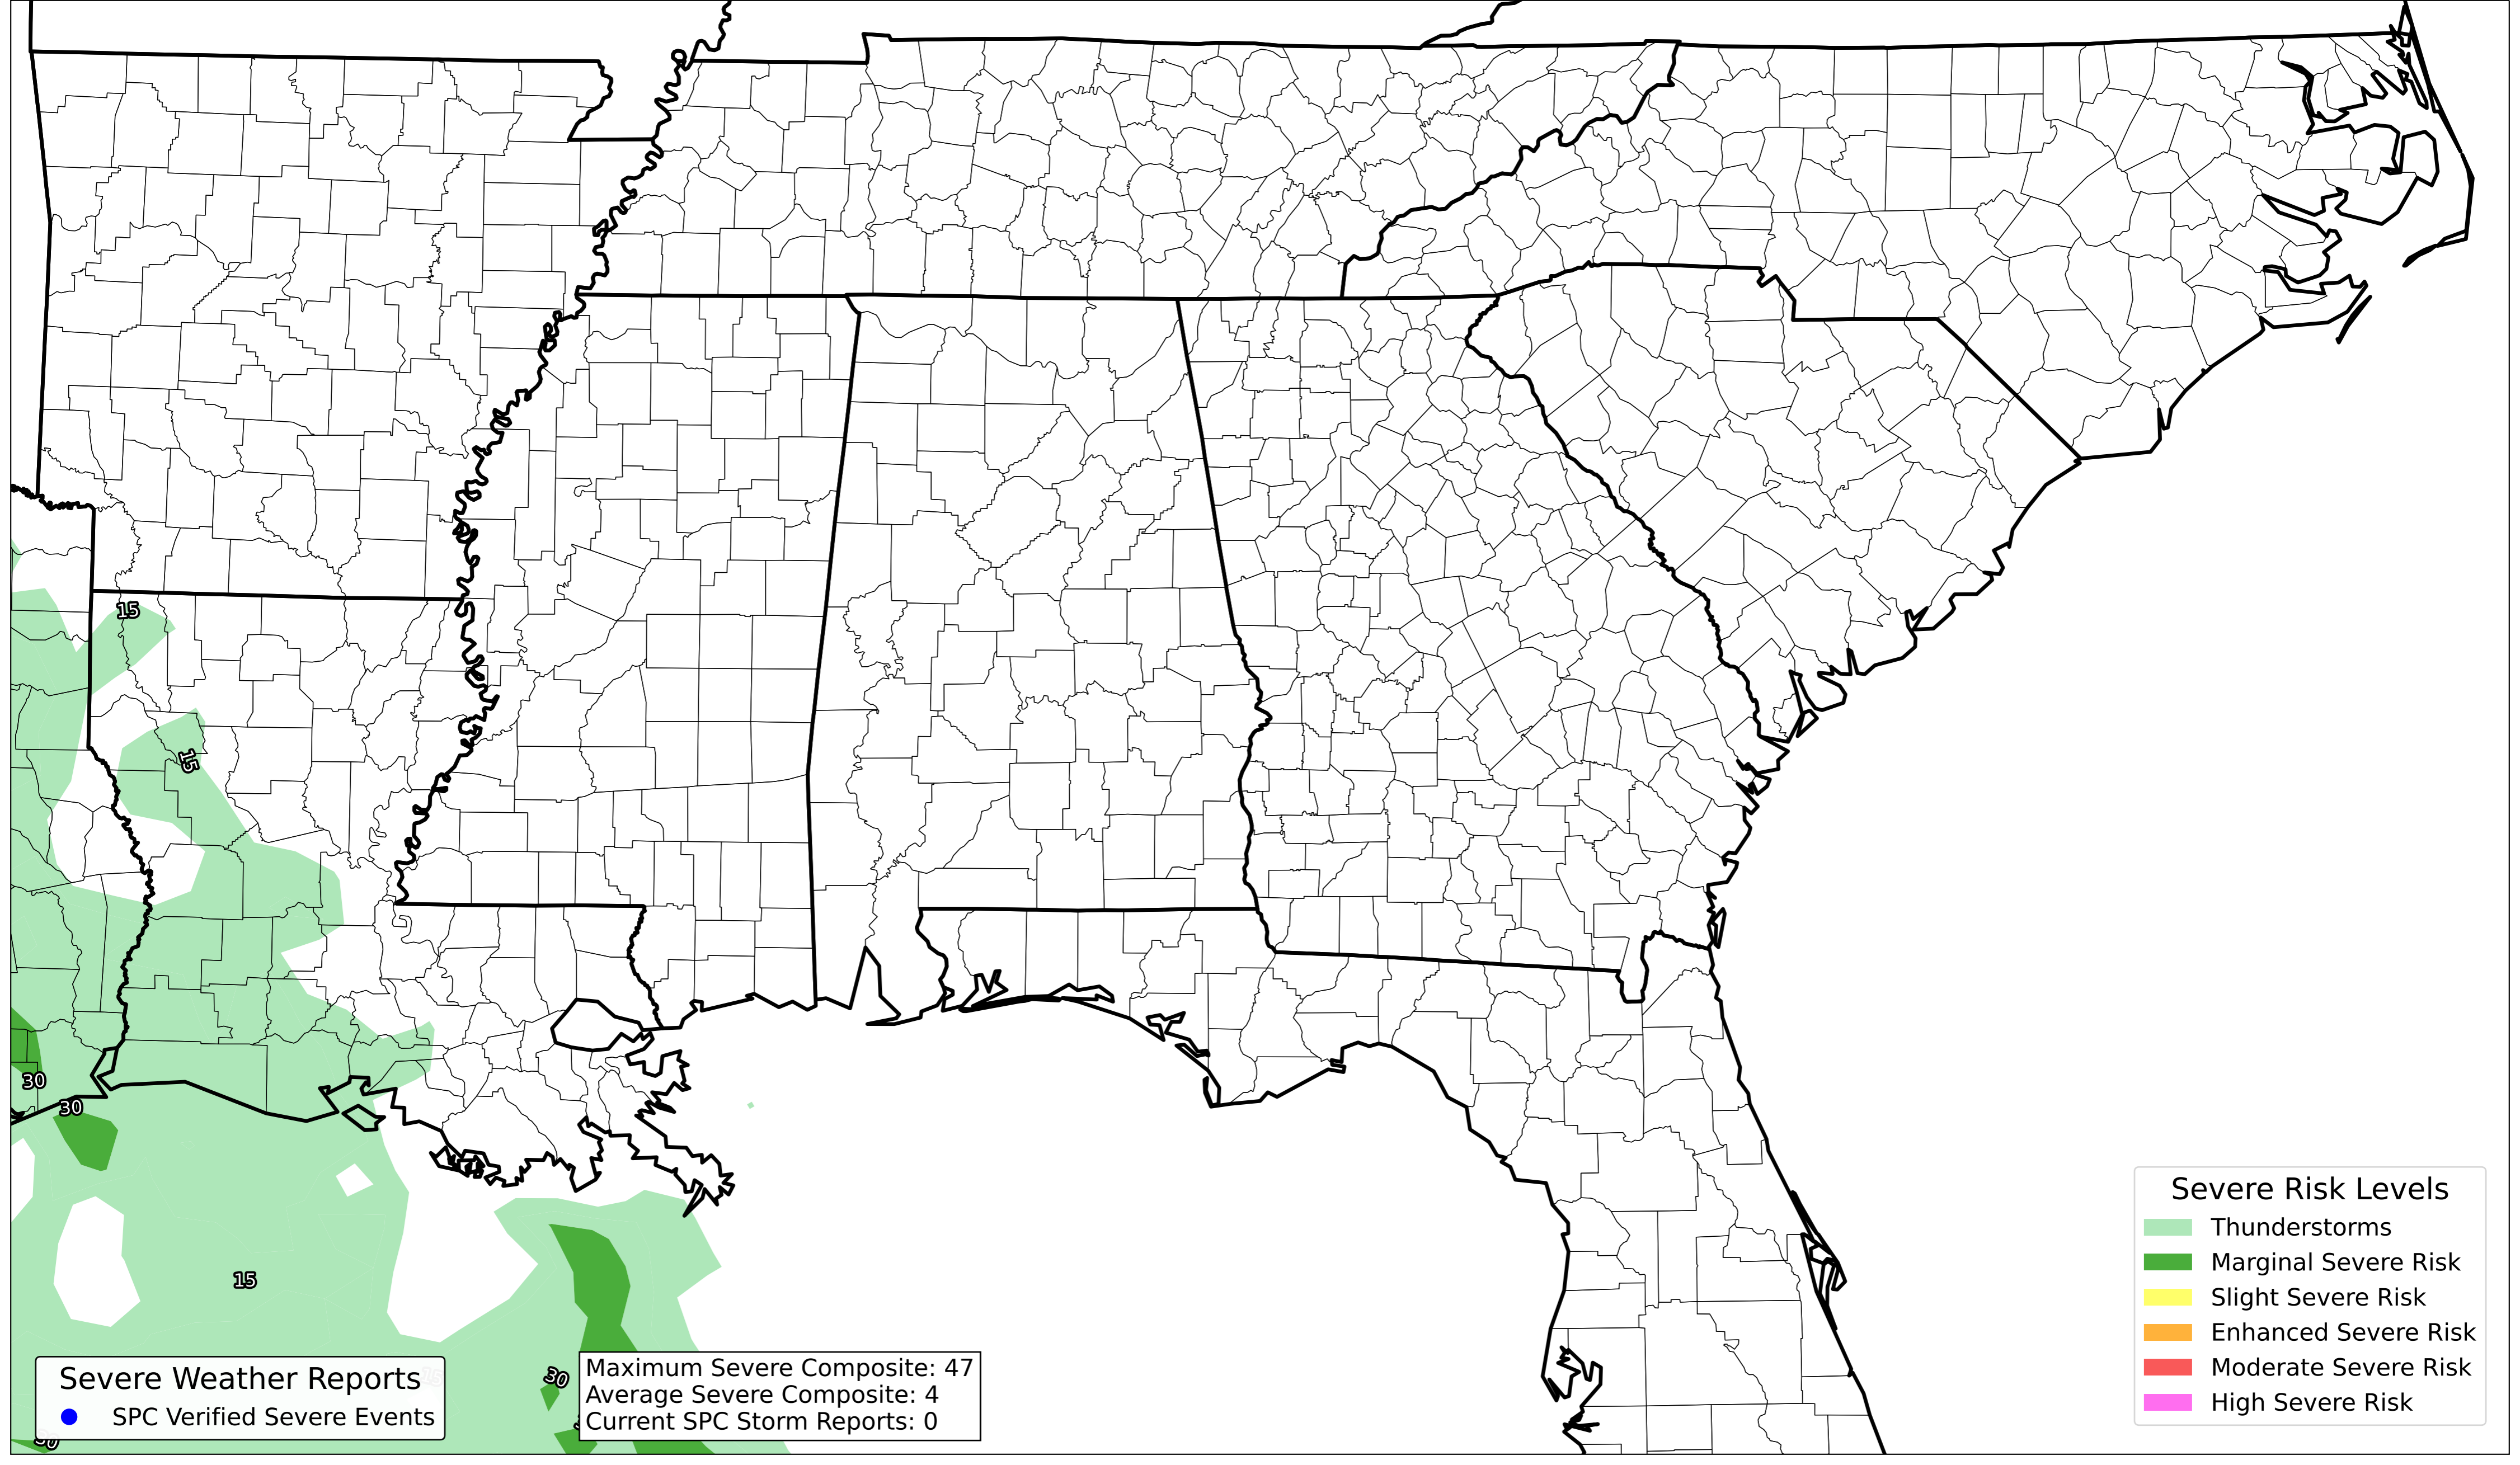 15
15
30
30
15
30
30
Severe Weather Reports
SPC Verified Severe Events
Maximum Severe Composite: 47
Average Severe Composite: 4
Current SPC Storm Reports: 0
Severe Risk Levels
Thunderstorms
Marginal Severe Risk
Slight Severe Risk
Enhanced Severe Risk
Moderate Severe Risk
High Severe Risk